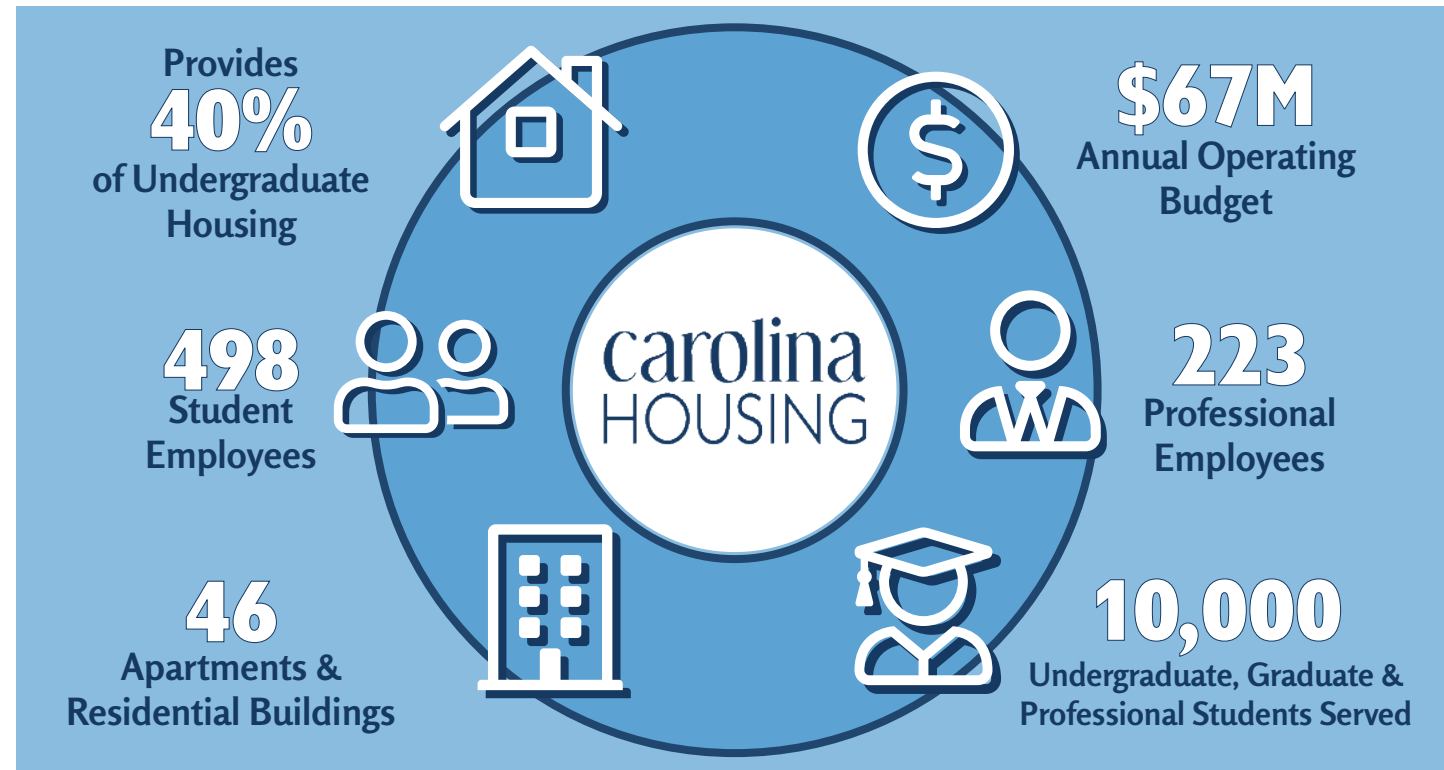 Provides
40%
of Undergraduate
Housing
$67M
Annual Operating
Budget
498
Student
Employees
carolina
HOUSING
223
Professional
Employees
46
Apartments &
Residential Buildings
10,000
Undergraduate, Graduate &
Professional Students Served